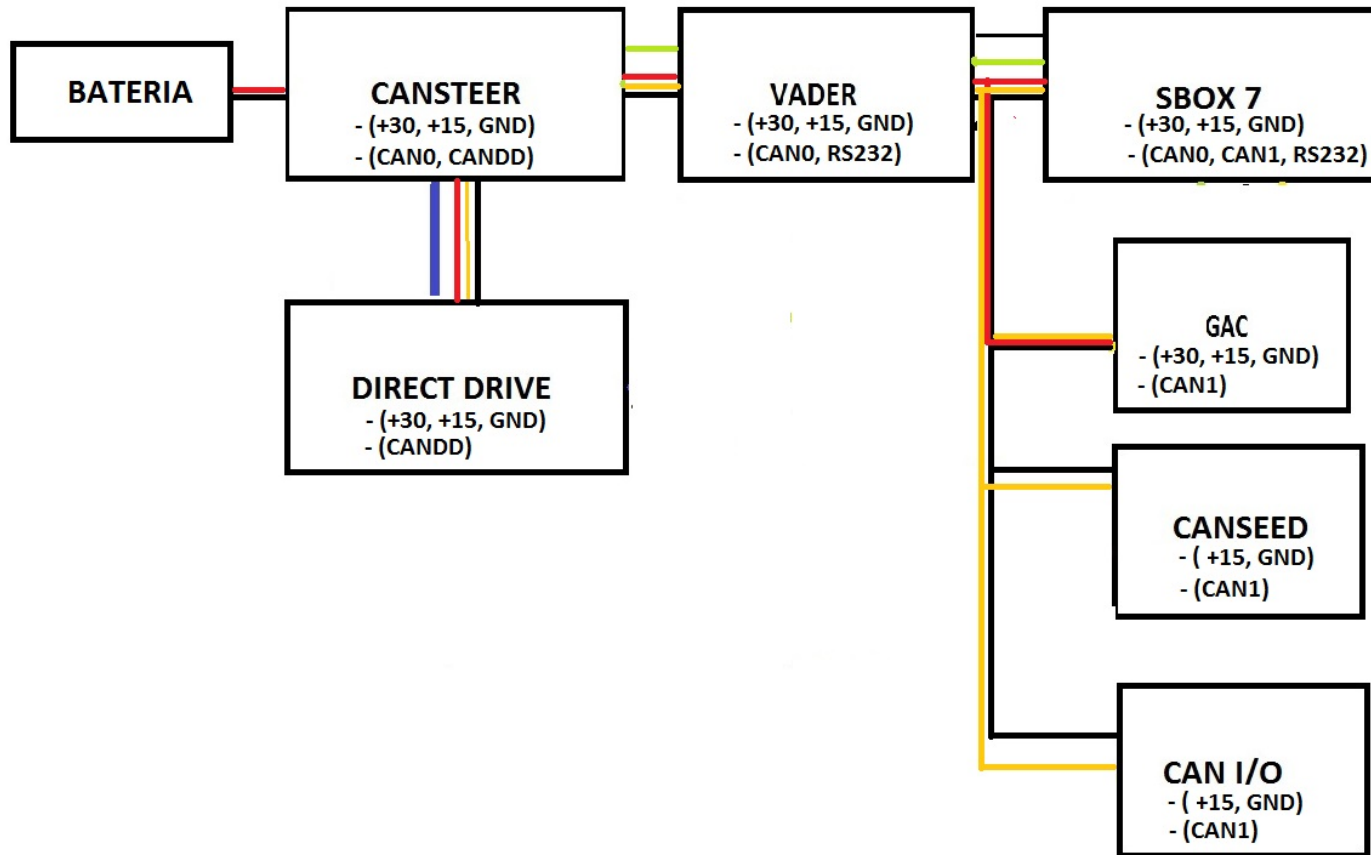 BATERIA
CANSTEER
- (+30, +15, GND)
- (CAN0, CANDD)
VADER
- (+30, +15, GND)
- (CAN0, RS232)
SBOX 7
- (+30, +15, GND)
- (CAN0, CAN1, RS232)
DIRECT DRIVE
- (+30, +15, GND)
- (CANDD)
GAC
- (+30, +15, GND)
- (CAN1)
CANSEED
- ( +15, GND)
- (CAN1)
CAN I/O
- ( +15, GND)
- (CAN1)